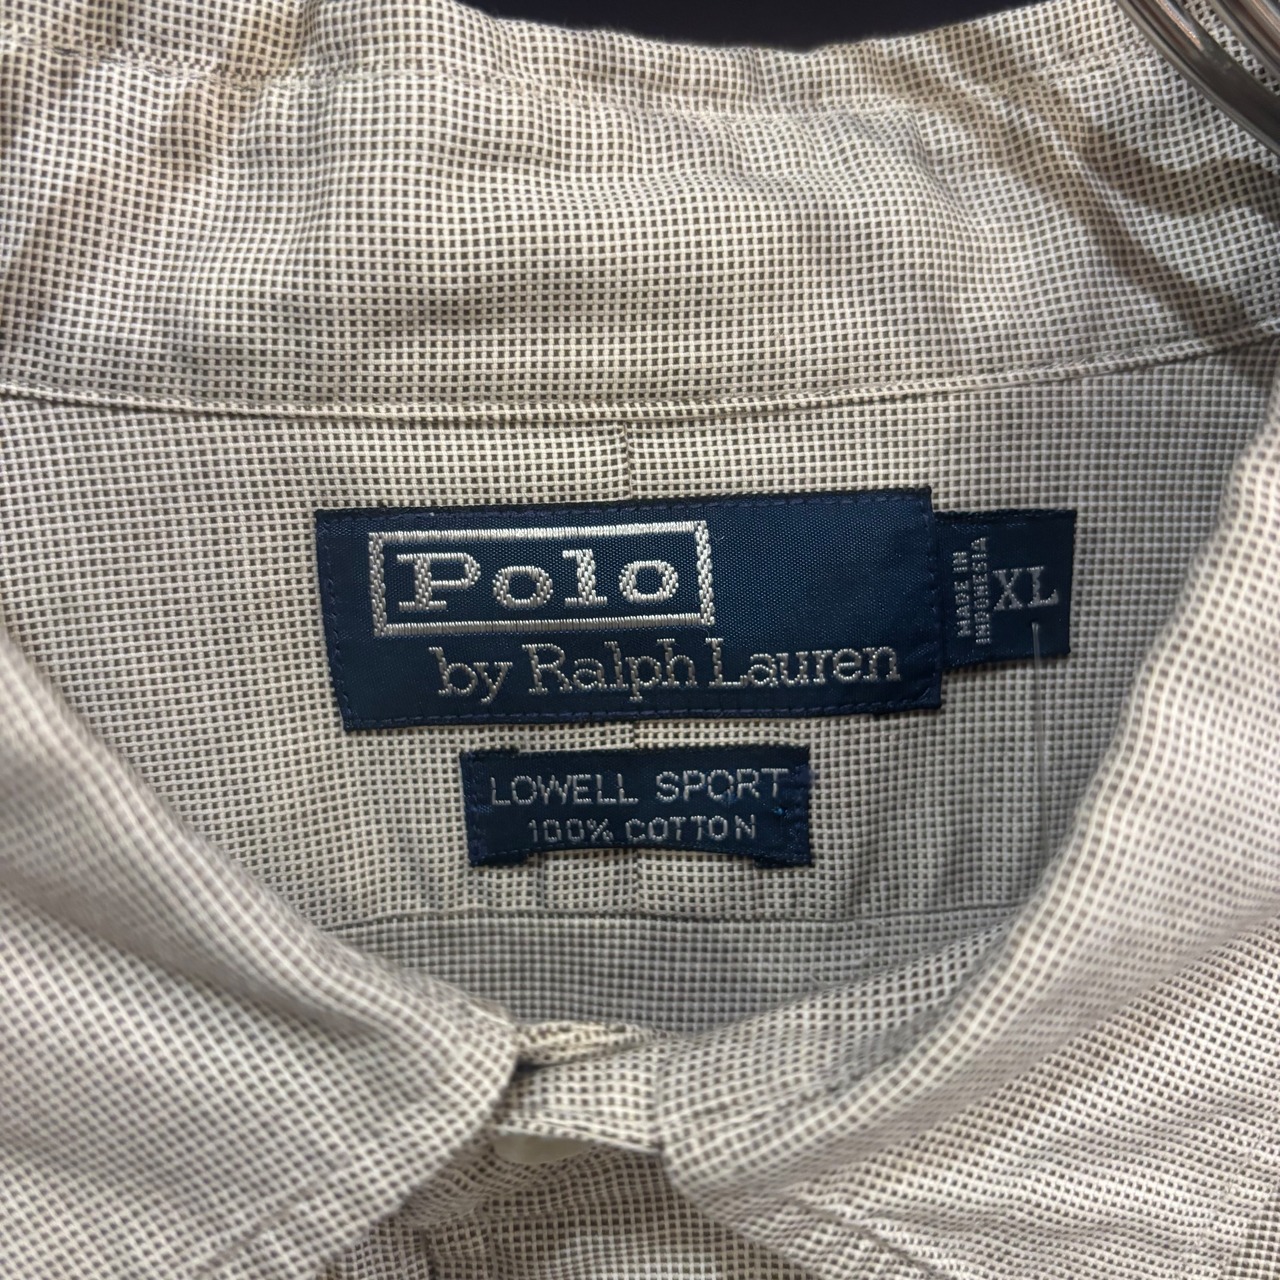 Polo
by Ralph Lauren
MADE IN
INDONESIA
XL
LOWELL SPORT
100% COTTON